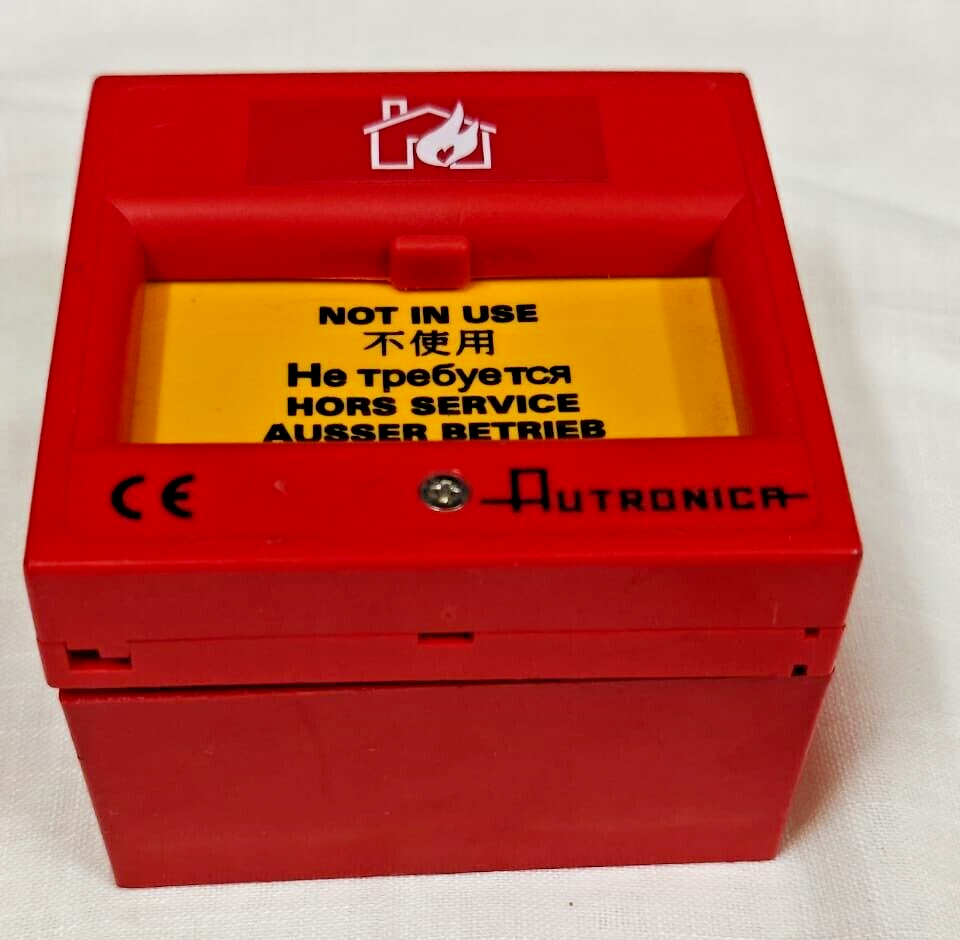 NOT IN USE
不使用
Не требуется
HORS SERVICE
AUSSER BETRIEB
CE AUTRONICA